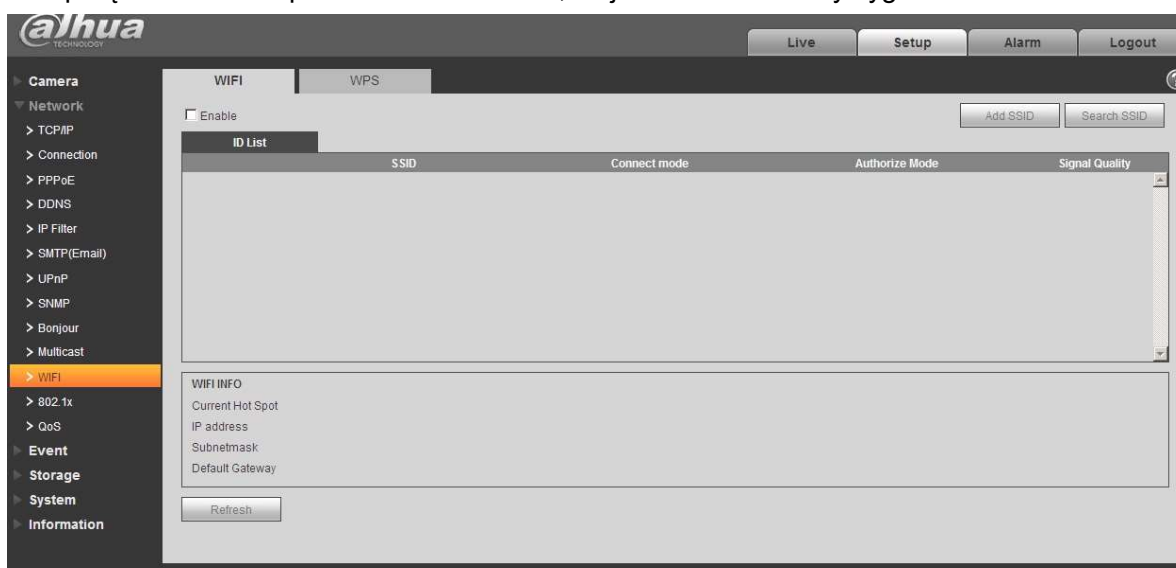 alhua
TECHNOLOGY
Live Setup Alarm Logout
Camera
Network
> TCP/IP
> Connection
> PPPoE
> DDNS
> IP Filter
> SMTP(Email)
> UPnP
> SNMP
> Bonjour
> Multicast
> WIFI
> 802.1x
> QoS
Event
Storage
System
Information
WIFI WPS
Enable Add SSID Search SSID
ID List
SSID Connect mode Authorize Mode Signal Quality
WIFI INFO
Current Hot Spot
IP address
Subnetmask
Default Gateway
Refresh